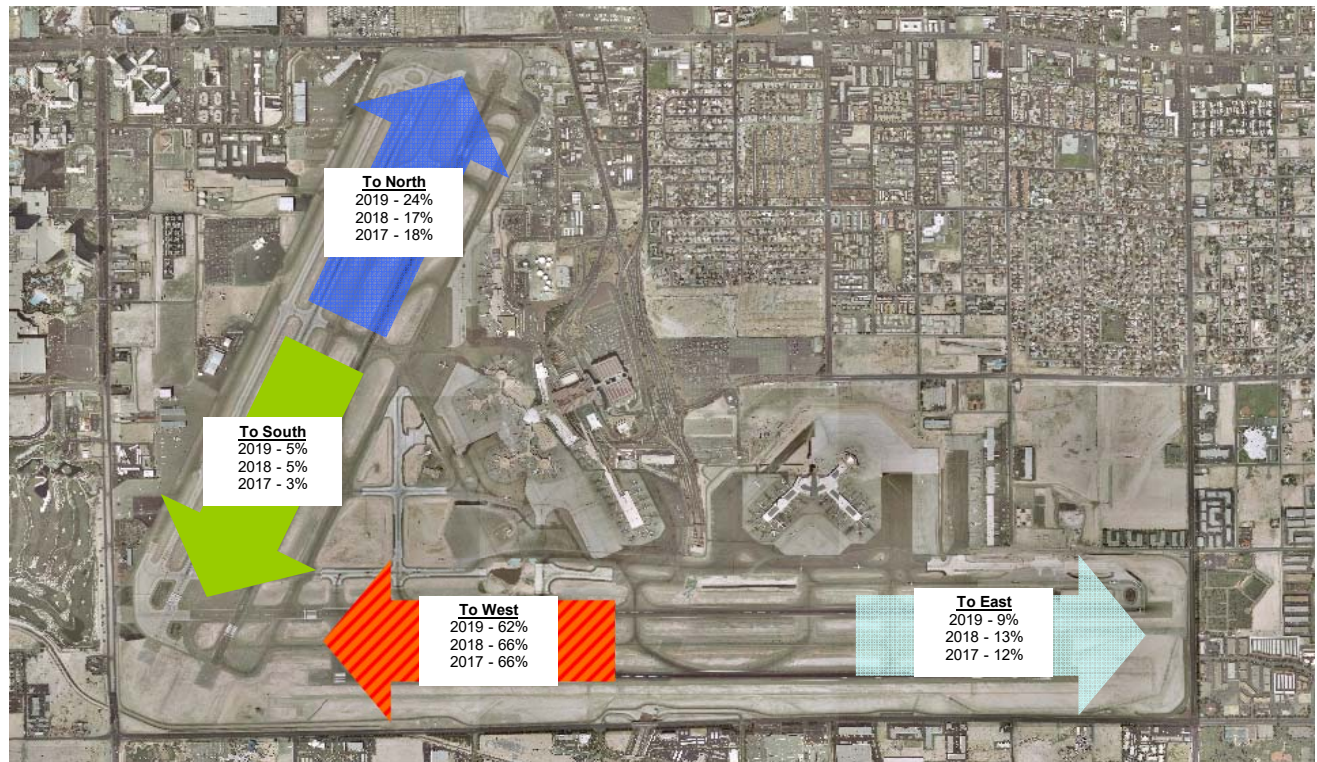 To North
2019 - 24%
2018 - 17%
2017 - 18%
To South
2019 - 5%
2018 - 5%
2017 - 3%
To West
2019 - 62%
2018 - 66%
2017 - 66%
To East
2019 - 9%
2018 - 13%
2017 - 12%